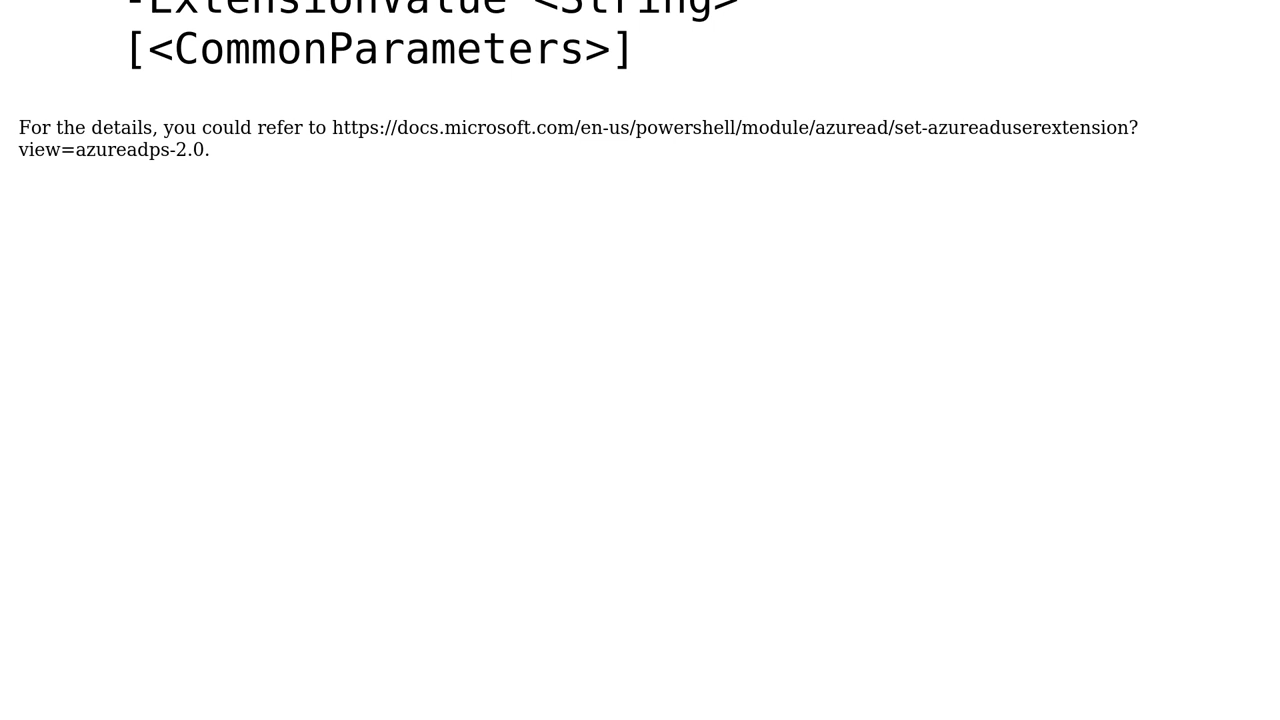 -ExtensionValue <String>
[<CommonParameters>]
For the details, you could refer to https://docs.microsoft.com/en-us/powershell/module/azuread/set-azureaduserextension?
view=azureadps-2.0.